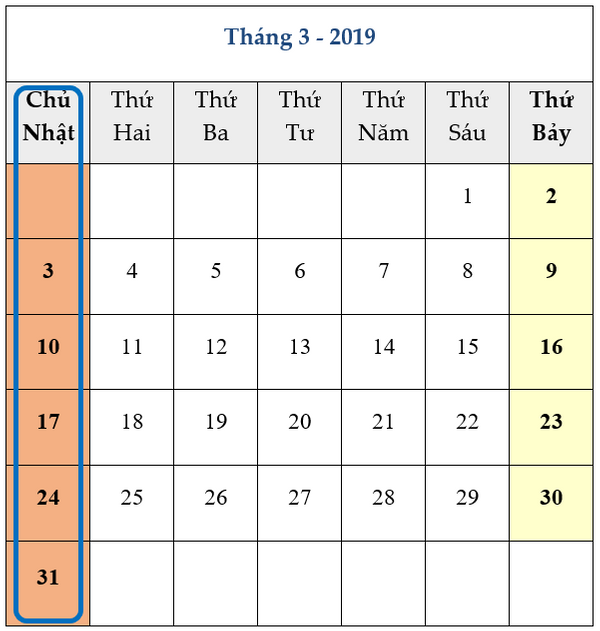 Tháng 3 - 2019
Chủ Nhật Thứ Hai Thứ Ba Thứ Tư Thứ Năm Thứ Sáu Thứ Bảy
1 2
3 4 5 6 7 8 9
10 11 12 13 14 15 16
17 18 19 20 21 22 23
24 25 26 27 28 29 30
31